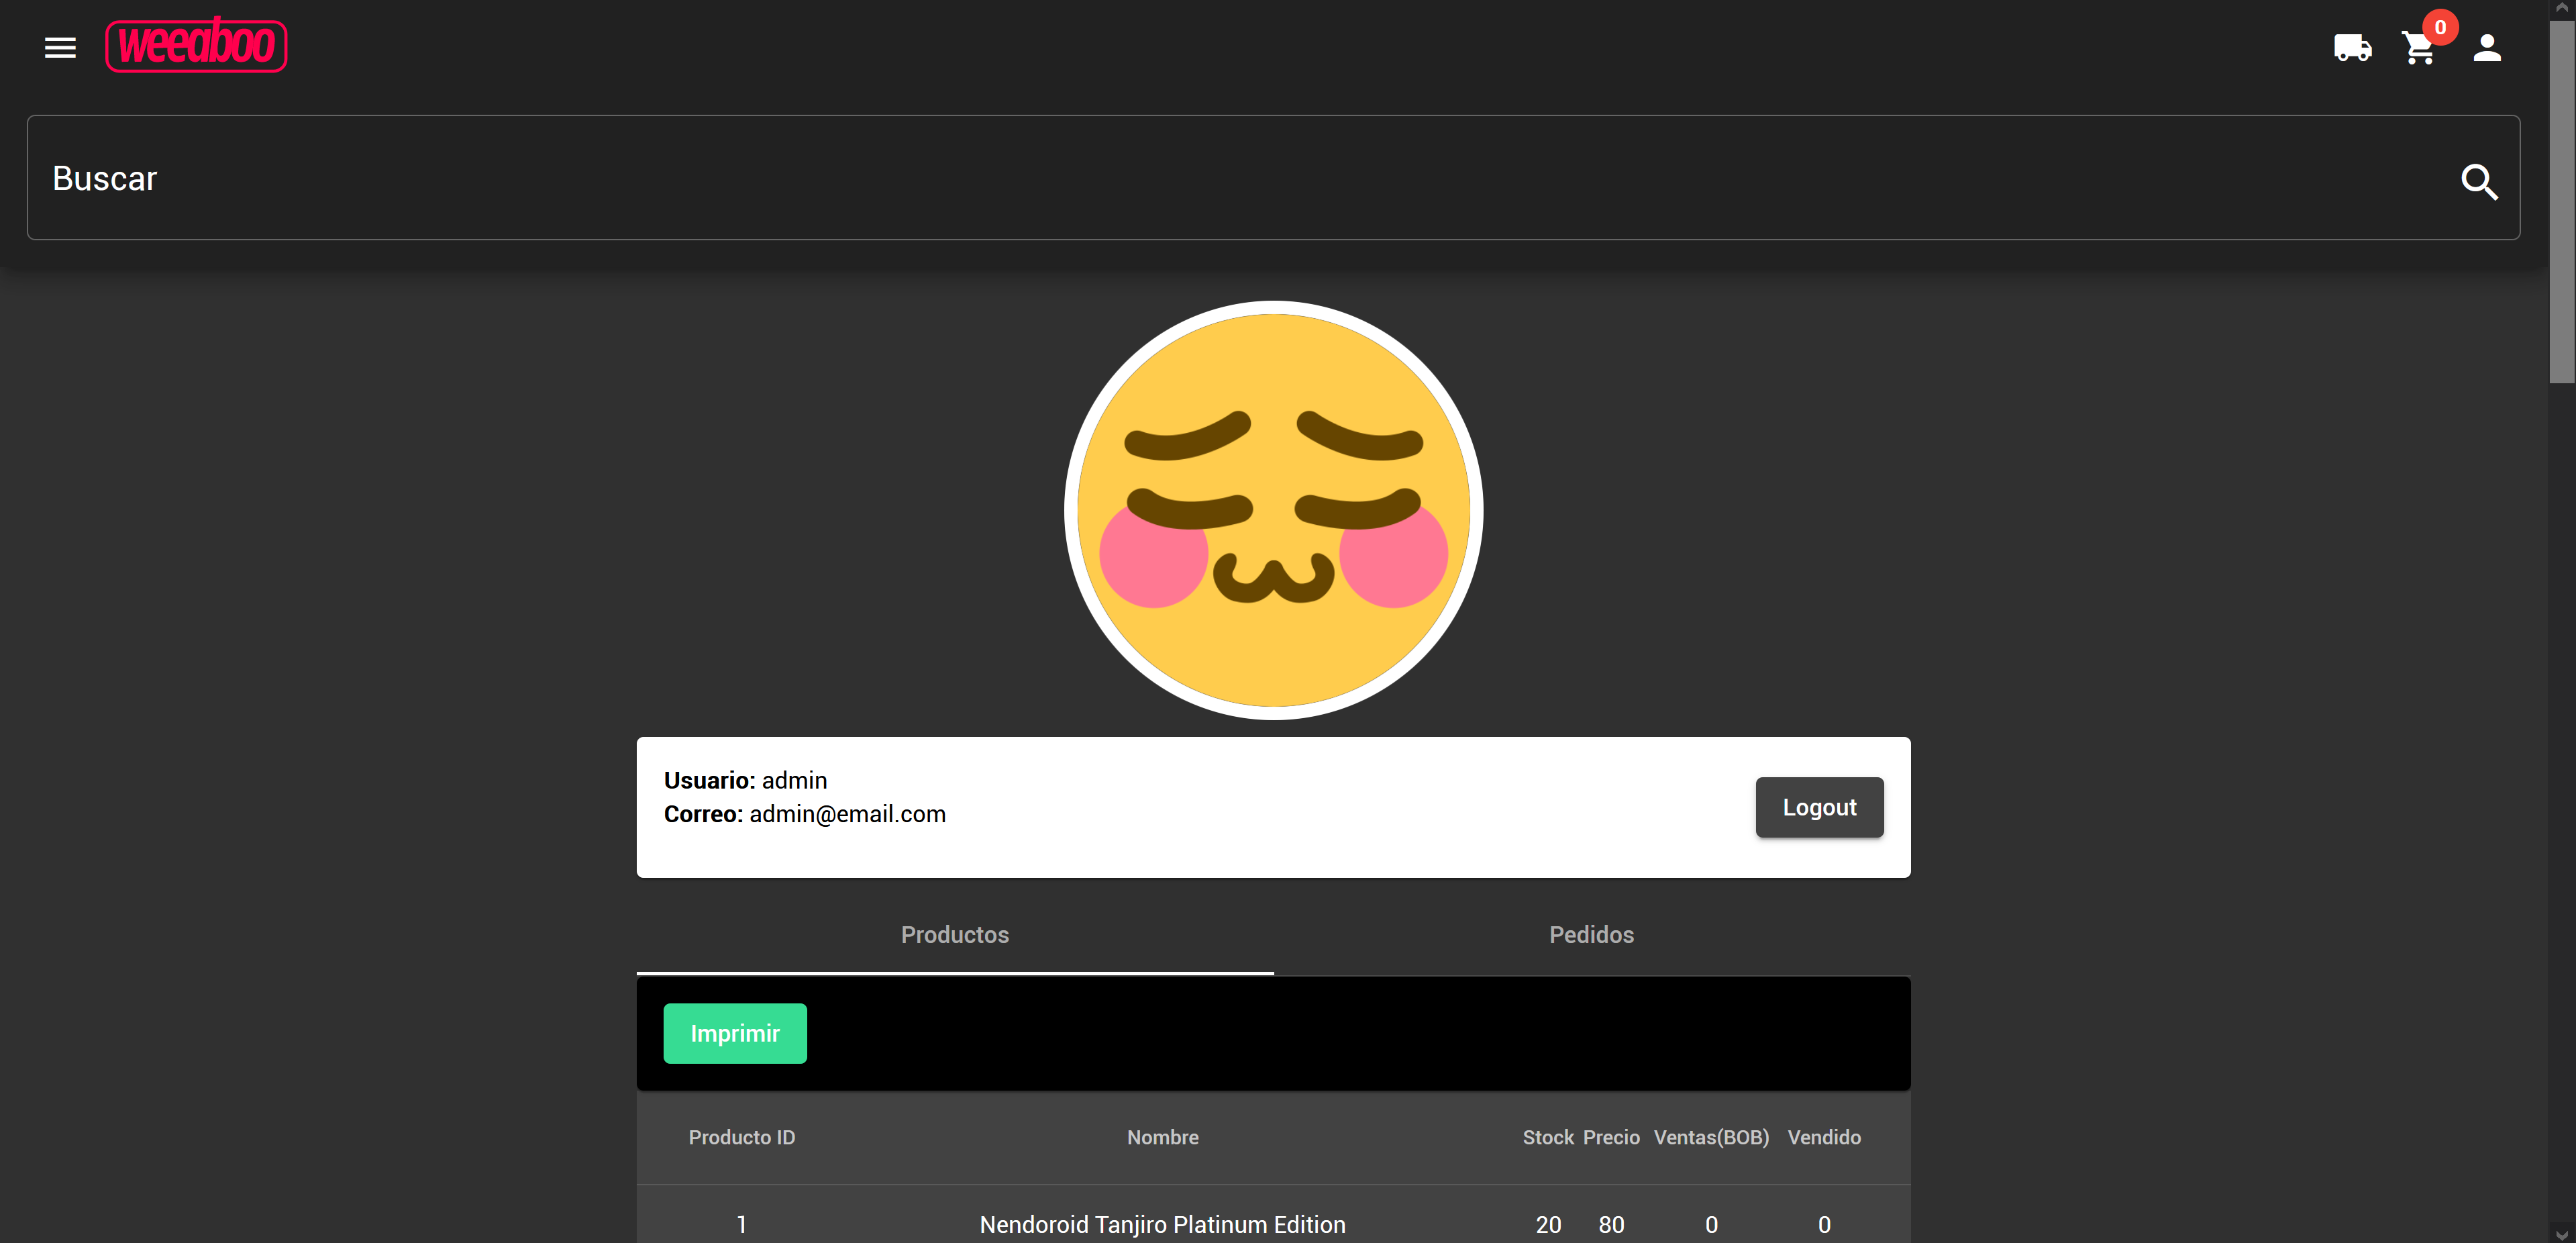 weeaboo
0
Buscar
Usuario: admin
Correo: admin@email.com
Logout
Productos Pedidos
Imprimir
Producto ID Nombre Stock Precio Ventas(BOB) Vendido
1 Nendoroid Tanjiro Platinum Edition 20 80 0 0